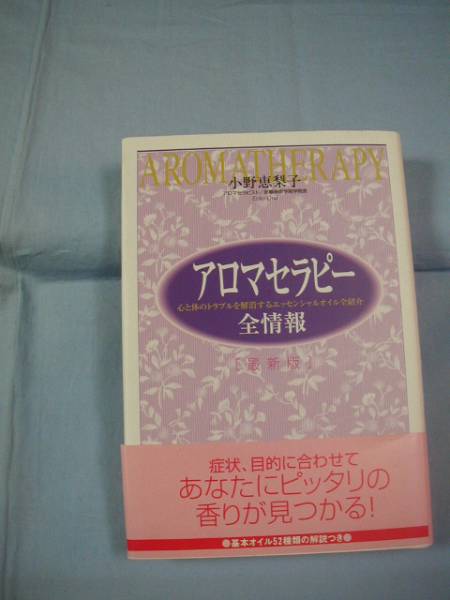 AROMATHERAPY
小野恵梨子
アロマセラピー
心と体のトラブルを解消するエッセンシャルオイル全紹介
全情報
[最新版]
症状、目的に合わせて
あなたにピッタリの
香りが見つかる!
●基本オイル52種類の解説つき●